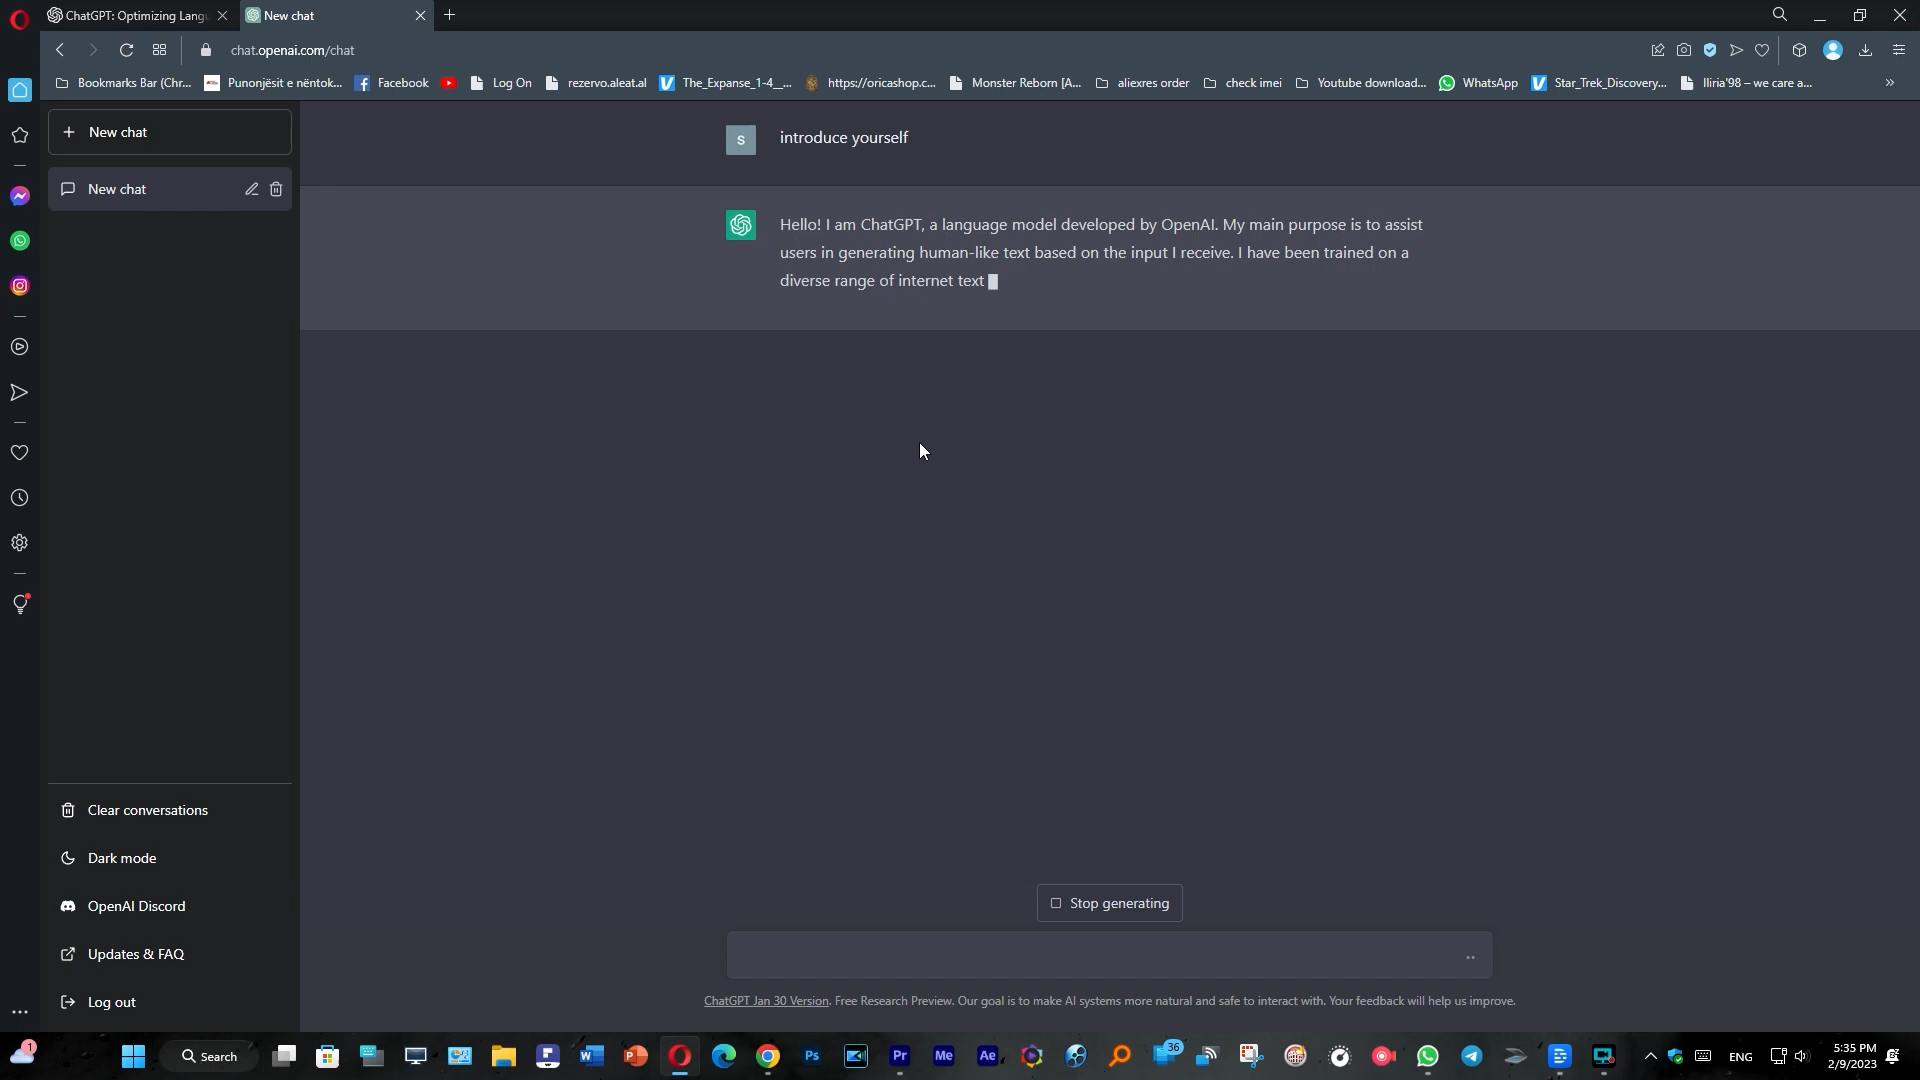 ChatGPT: Optimizing Langu
New chat
chat.openai.com/chat
Bookmarks Bar (Chr...
Punonjësit e nëntok...
Facebook
Log On
rezervo.aleat.al
The_Expanse_1-4_...
https://oricashop.c...
Monster Reborn [A...
aliexres order
check imei
Youtube download...
WhatsApp
Star_Trek_Discovery...
Iliria'98 – we care a...
»
+ New chat
New chat
S
introduce yourself
Hello! I am ChatGPT, a language model developed by OpenAI. My main purpose is to assist
users in generating human-like text based on the input I receive. I have been trained on a
diverse range of internet text
Clear conversations
Dark mode
OpenAI Discord
Updates & FAQ
Log out
Stop generating
ChatGPT Jan 30 Version. Free Research Preview. Our goal is to make AI systems more natural and safe to interact with. Your feedback will help us improve.
1
Search
Ps
Pr
Me
Ae
36
ENG
5:35 PM
2/9/2023